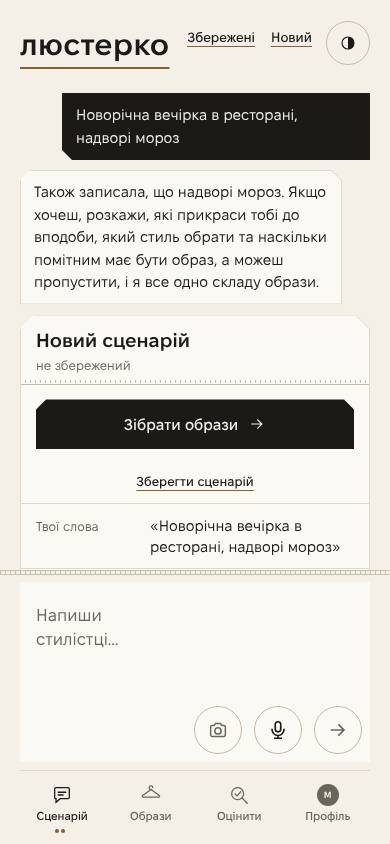 люстерко
Збережені
Новий
Новорічна вечірка в ресторані,
надворі мороз
Також записала, що надворі мороз. Якщо
хочеш, розкажи, які прикраси тобі до
вподоби, який стиль обрати та наскільки
помітним має бути образ, а можеш
пропустити, і я все одно складу образи.
Новий сценарій
не збережений
Зібрати образи →
Зберегти сценарій
Твої слова
«Новорічна вечірка в
ресторані, надворі мороз»
Напиши
стилістці...
Сценарій
Образи
Оцінити
М
Профіль